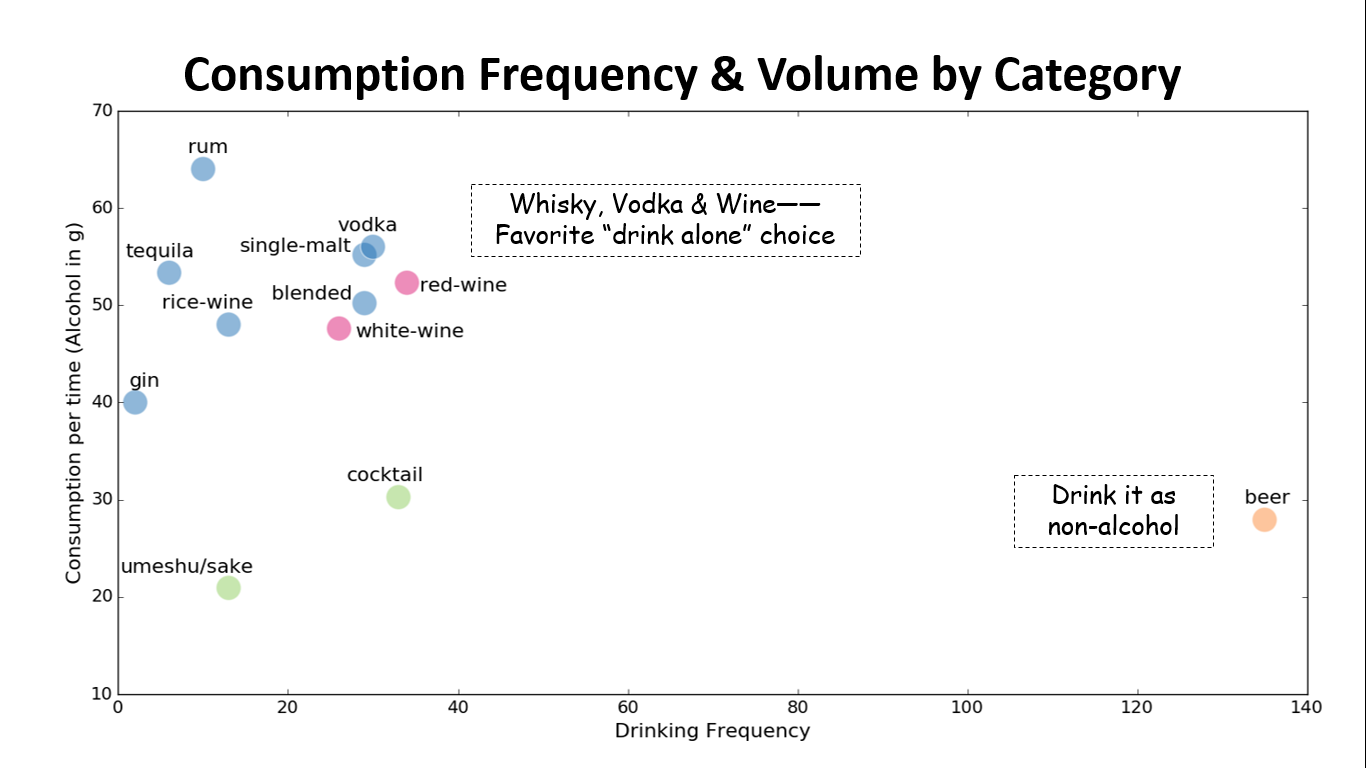 Consumption Frequency & Volume by Category
70
60
50
40
30
20
10
0
20
40
60
80
100
120
140
Consumption per time (Alcohol in g)
Drinking Frequency
rum
vodka
single-malt
tequila
blended
red-wine
rice-wine
white-wine
gin
cocktail
umeshu/sake
beer
Whisky, Vodka & Wine——
Favorite “drink alone” choice
Drink it as
non-alcohol